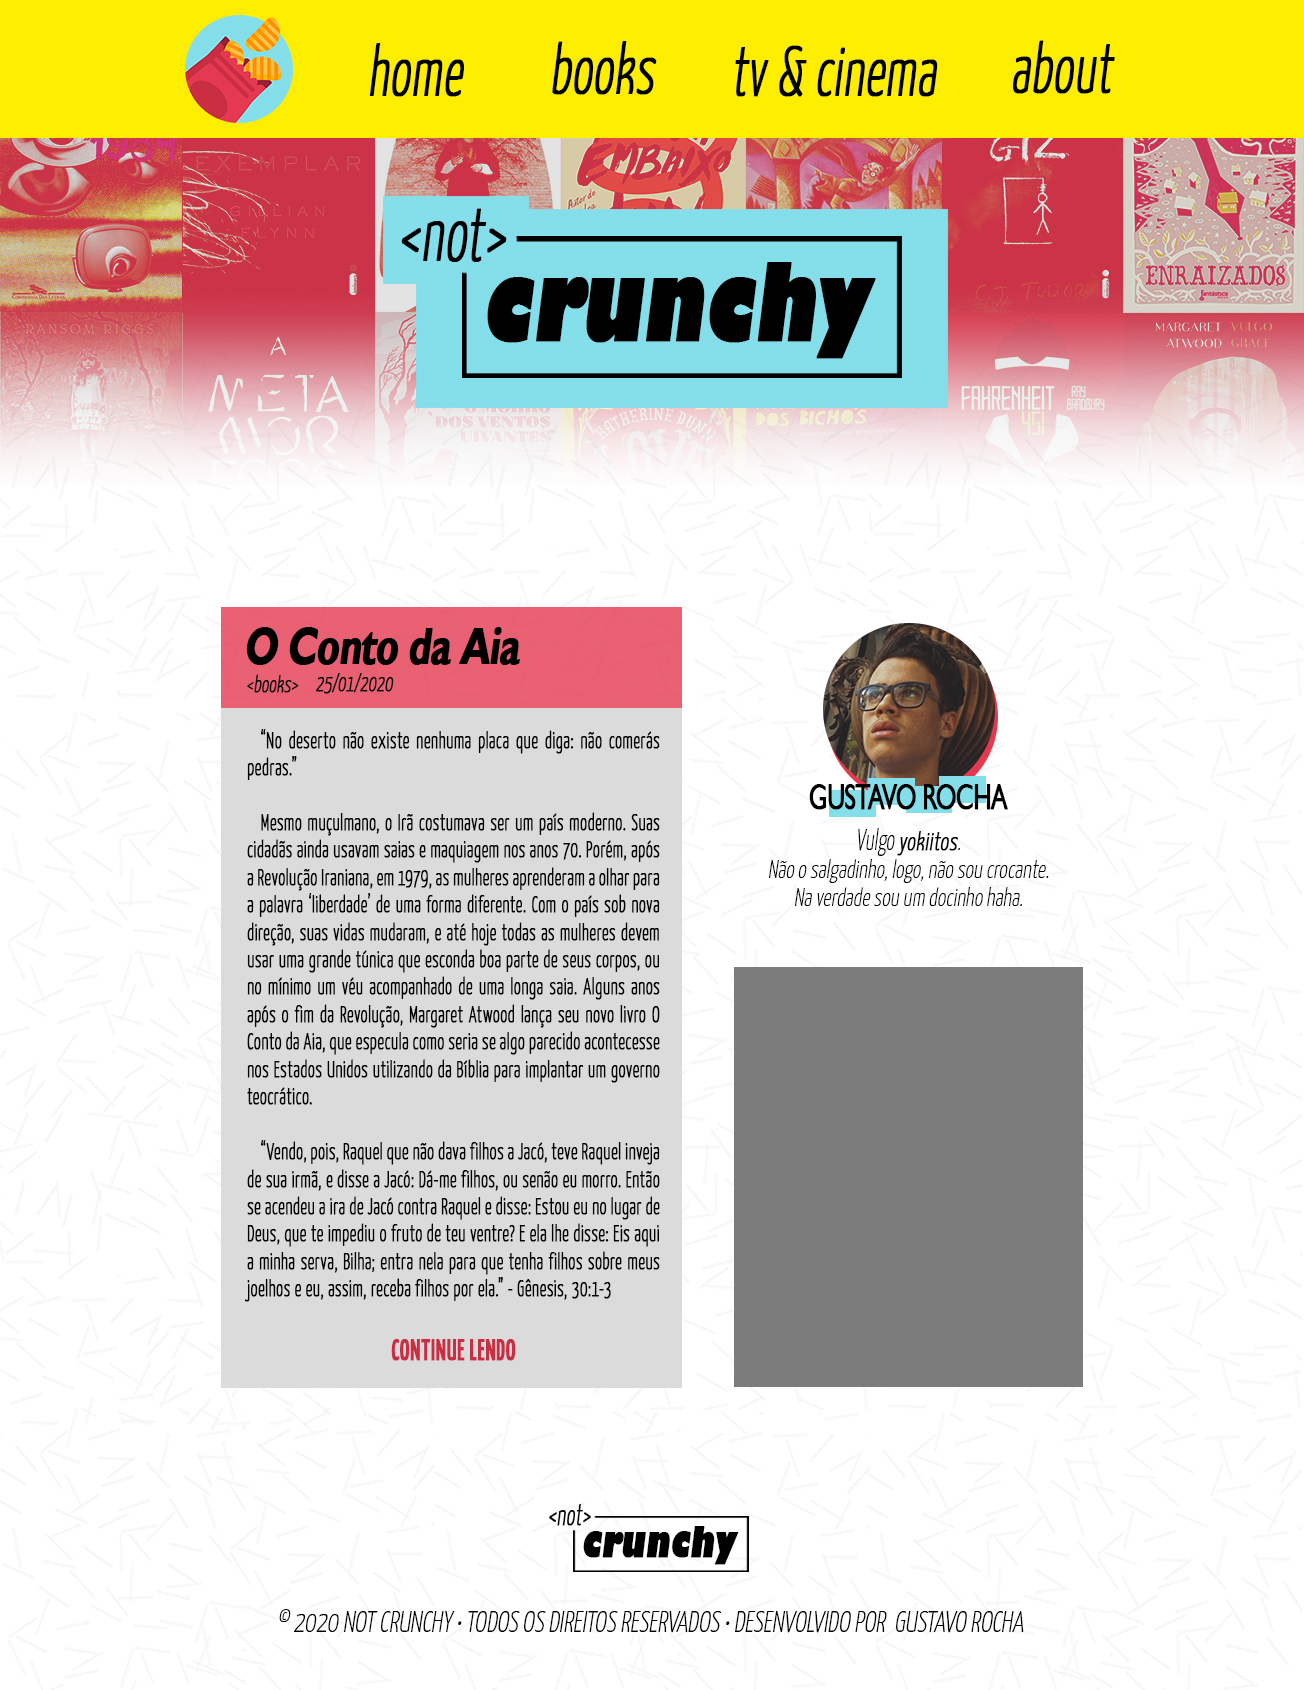 home
books
tv & cinema
about
1984
EXEMPLAR
GILLIAN
FLYNN
EMBAIXO
Autor de
GIZ
C.J. TUDOR
ENRAIZADOS
<not>
crunchy
RANSOM RIGGS
A
META
MOR
DOS VENTOS
UIVANTES
KATHERINE DUNN
DOS BICHOS
FAHRENHEIT
451
RAY
BRADBURY
MARGARET
ATWOOD
VULGO
GRACE
O Conto da Aia
<books> 25/01/2020
“No deserto não existe nenhuma placa que diga: não comerás
pedras.”
Mesmo muçulmano, o Irã costumava ser um país moderno. Suas
cidadãs ainda usavam saias e maquiagem nos anos 70. Porém, após
a Revolução Iraniana, em 1979, as mulheres aprenderam a olhar para
a palavra ‘liberdade’ de uma forma diferente. Com o país sob nova
direção, suas vidas mudaram, e até hoje todas as mulheres devem
usar uma grande túnica que esconda boa parte de seus corpos, ou
no mínimo um véu acompanhado de uma longa saia. Alguns anos
após o fim da Revolução, Margaret Atwood lança seu novo livro O
Conto da Aia, que especula como seria se algo parecido acontecesse
nos Estados Unidos utilizando da Bíblia para implantar um governo
teocrático.
“Vendo, pois, Raquel que não dava filhos a Jacó, teve Raquel inveja
de sua irmã, e disse a Jacó: Dá-me filhos, ou senão eu morro. Então
se acendeu a ira de Jacó contra Raquel e disse: Estou eu no lugar de
Deus, que te impediu o fruto de teu ventre? E ela lhe disse: Eis aqui
a minha serva, Bilha; entra nela para que tenha filhos sobre meus
joelhos e eu, assim, receba filhos por ela.” - Gênesis, 30:1-3
CONTINUE LENDO
GUSTAVO ROCHA
Vulgo yokiitos.
Não o salgadinho, logo, não sou crocante.
Na verdade sou um docinho haha.
<not>
crunchy
© 2020 NOT CRUNCHY • TODOS OS DIREITOS RESERVADOS • DESENVOLVIDO POR GUSTAVO ROCHA